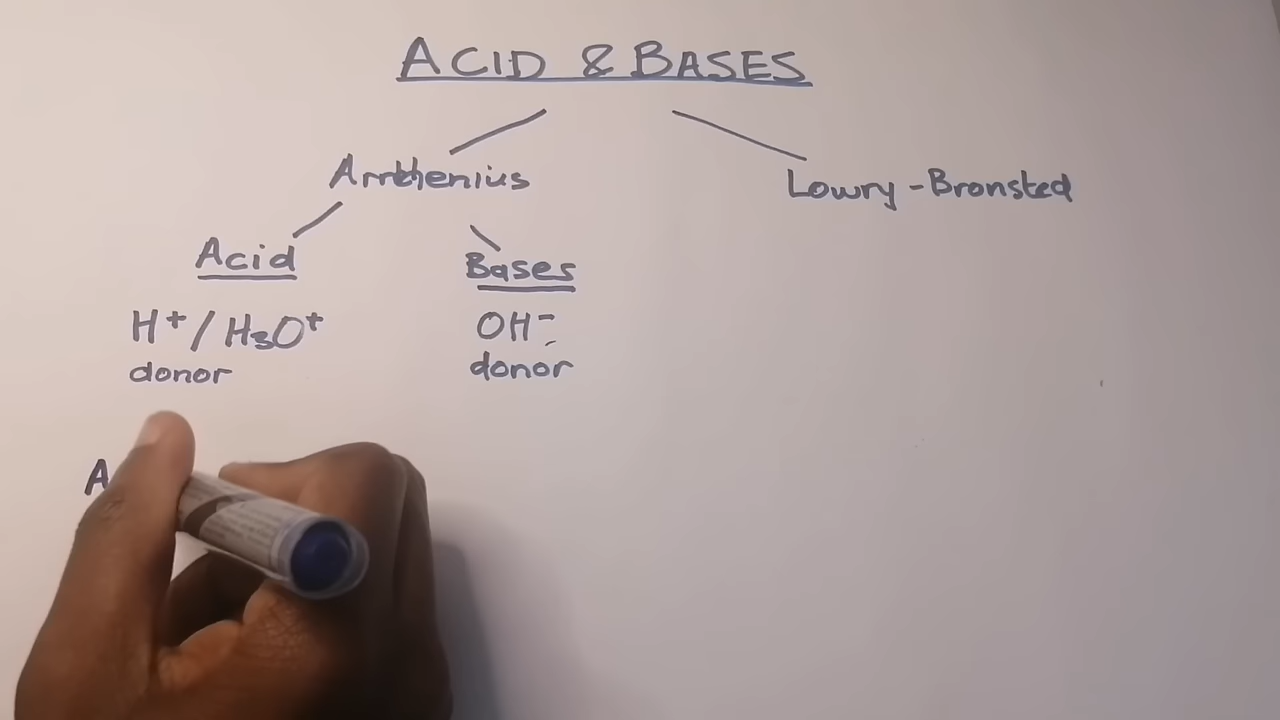 ACID & BASES
Arrhenius
Lowry-Bronsted
Acid
Bases
H⁺/H₃O⁺
donor
OH⁻
donor
A